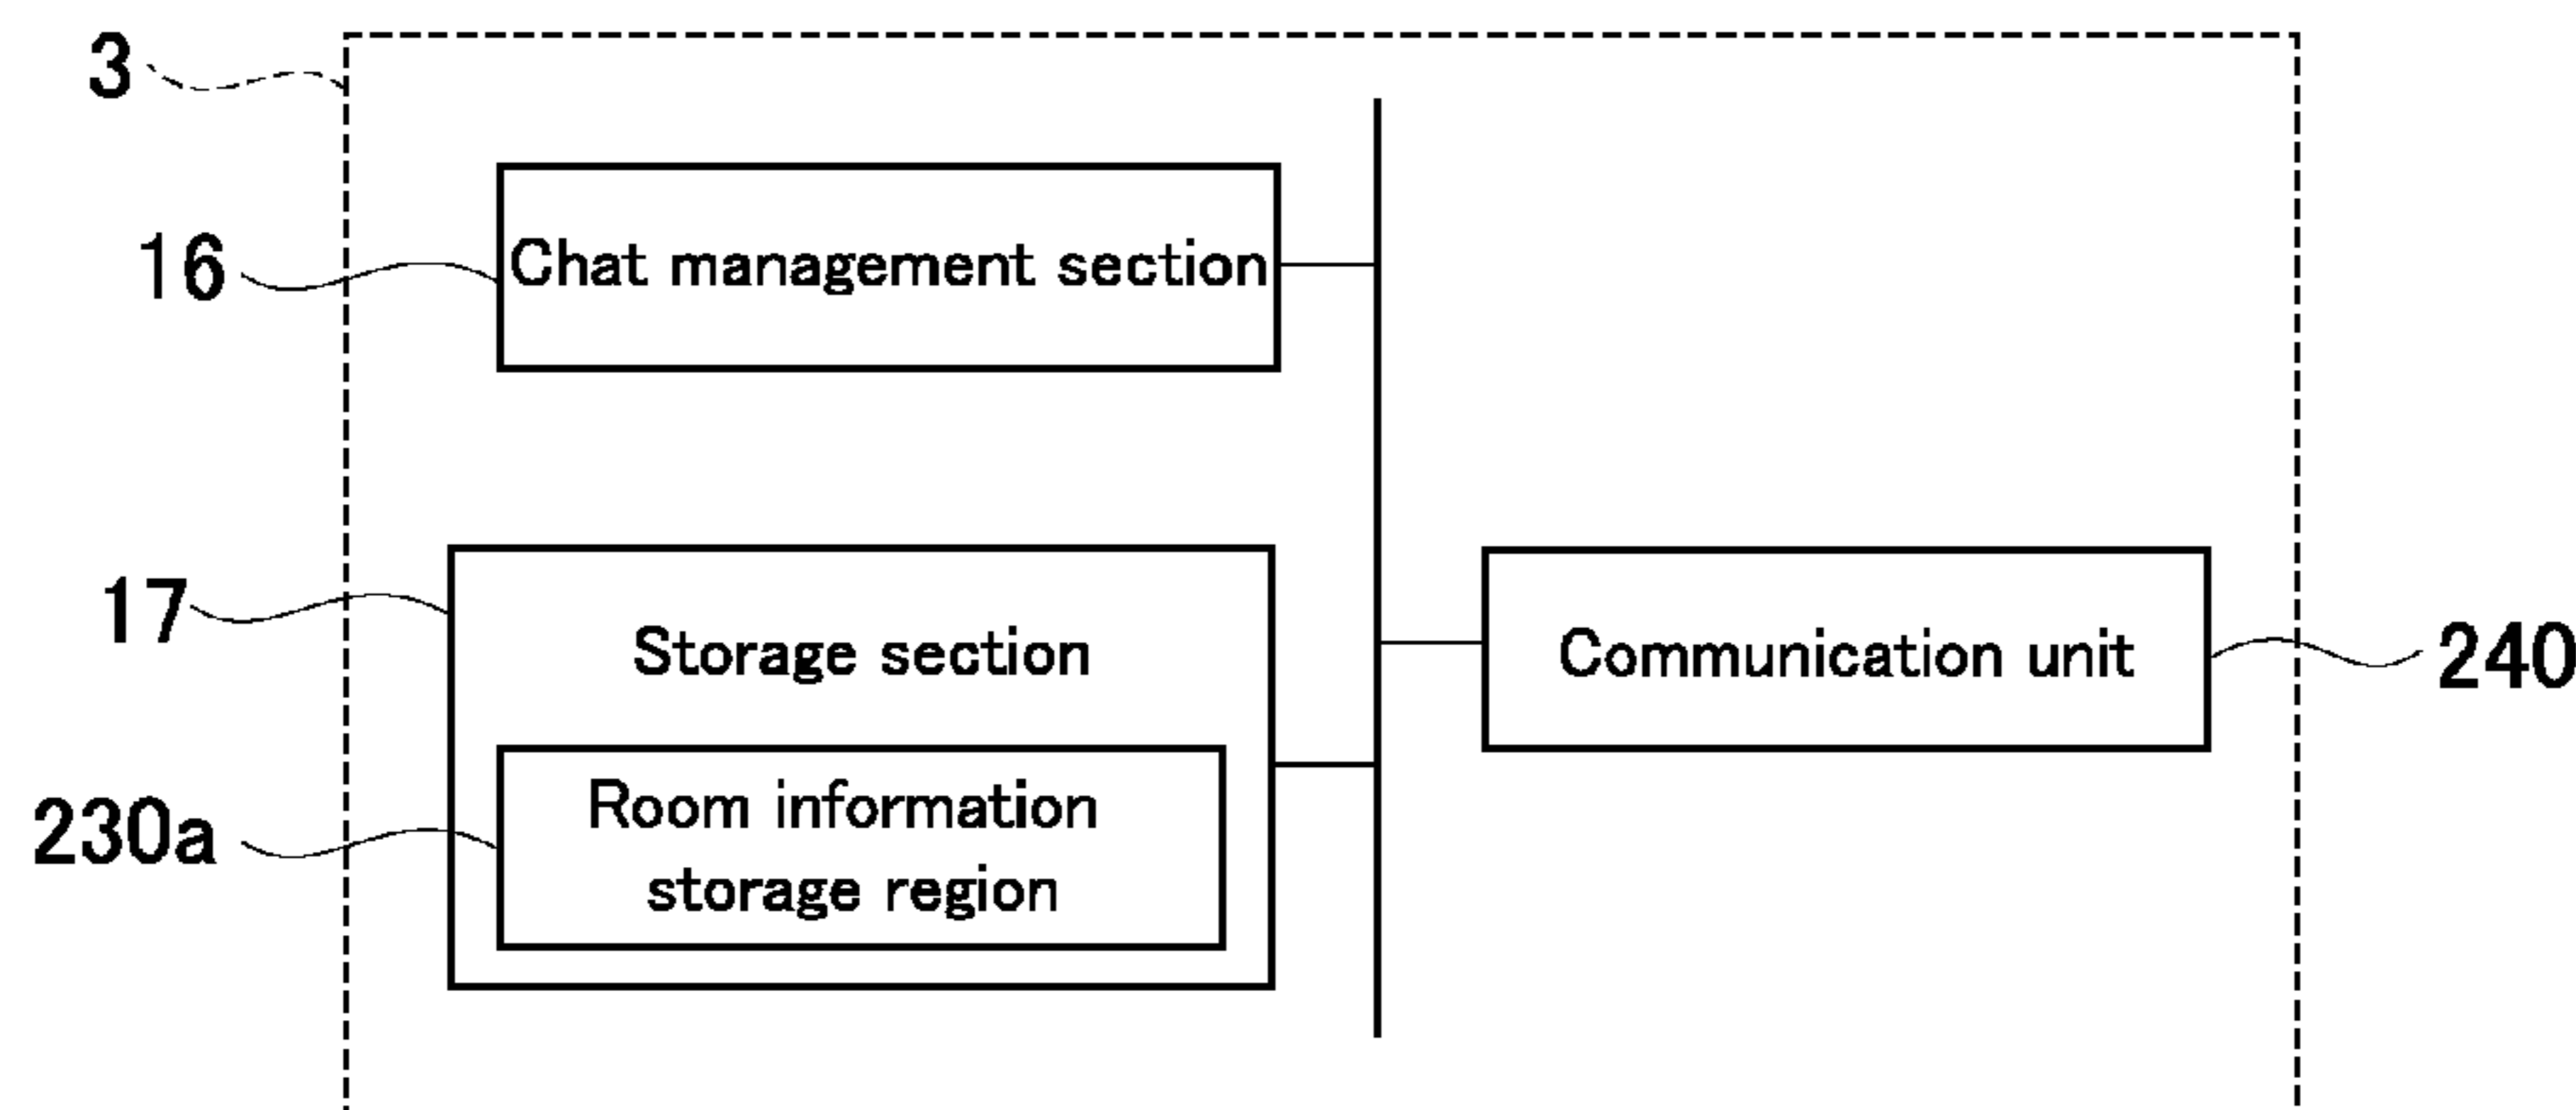 3
16
Chat management section
17
Storage section
Communication unit
240
230a
Room information
storage region